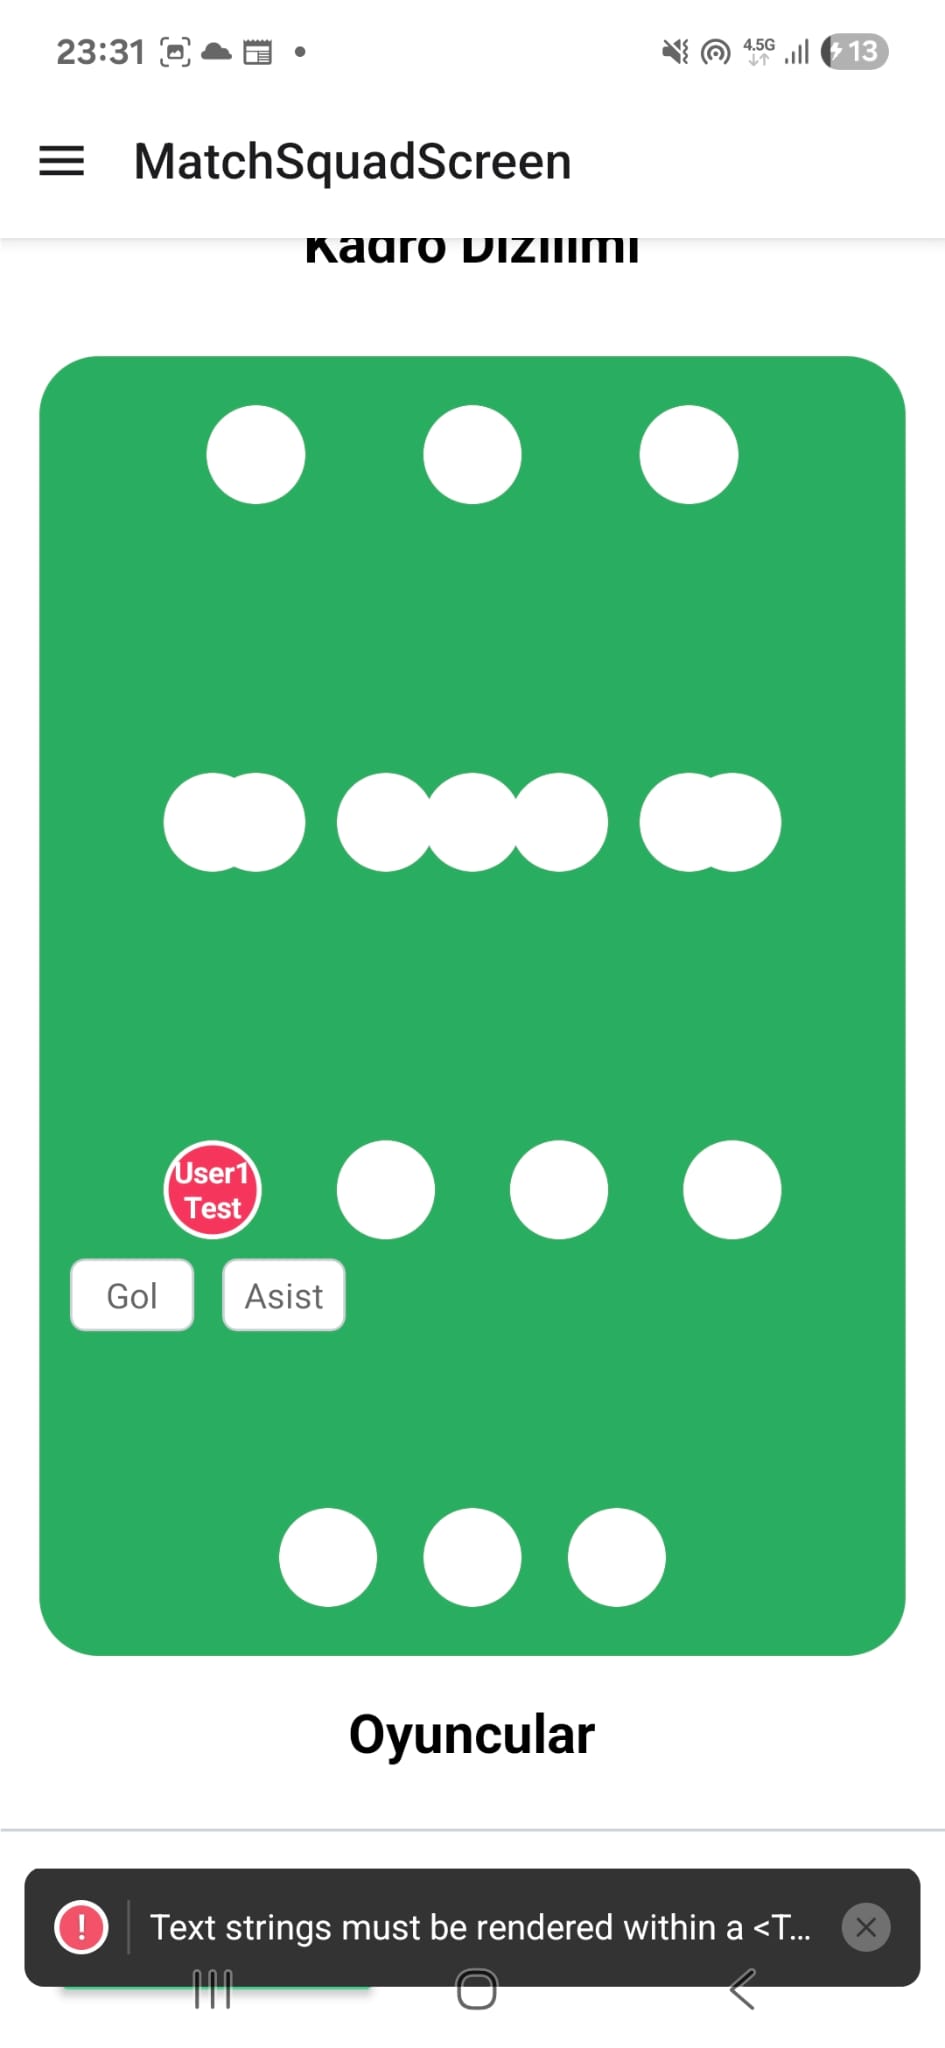 23:31
4.5G
13
MatchSquadScreen
Kadro Dizilimi
User1
Test
Gol
Asist
Oyuncular
Text strings must be rendered within a <T...